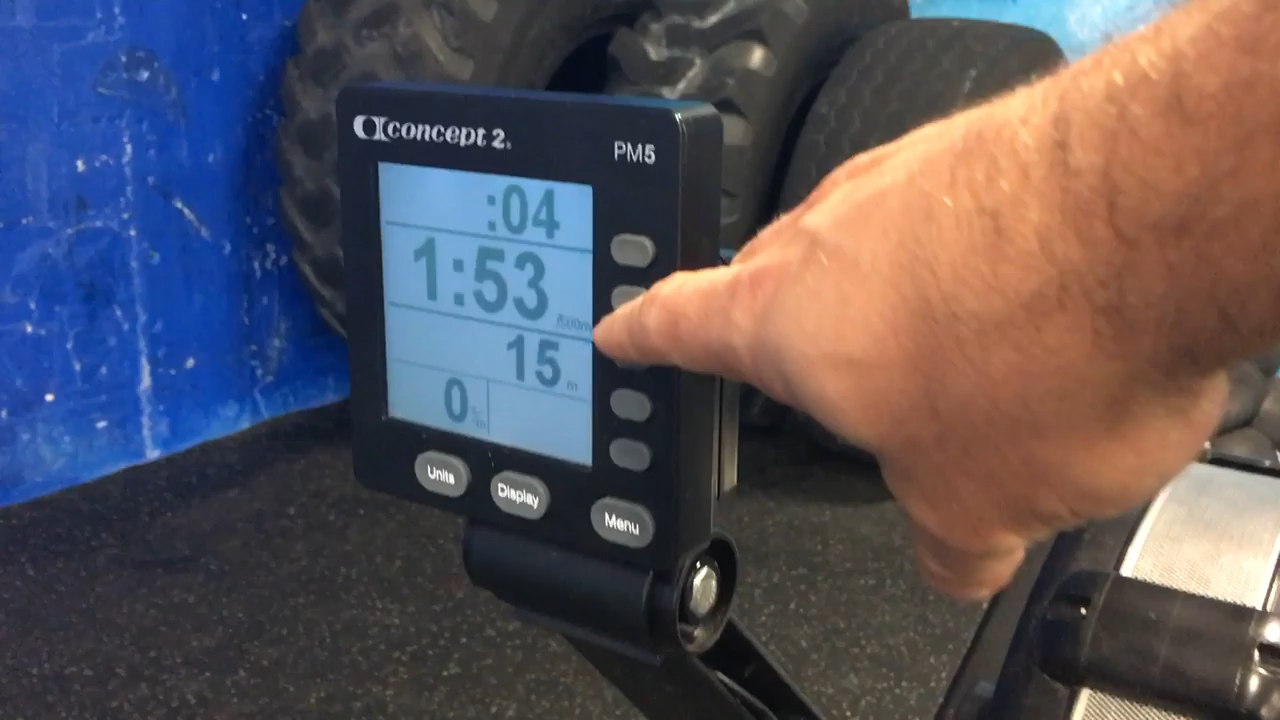 concept 2.
PM5
:04
1:53 /500m
15 m
0
Units
Display
Menu